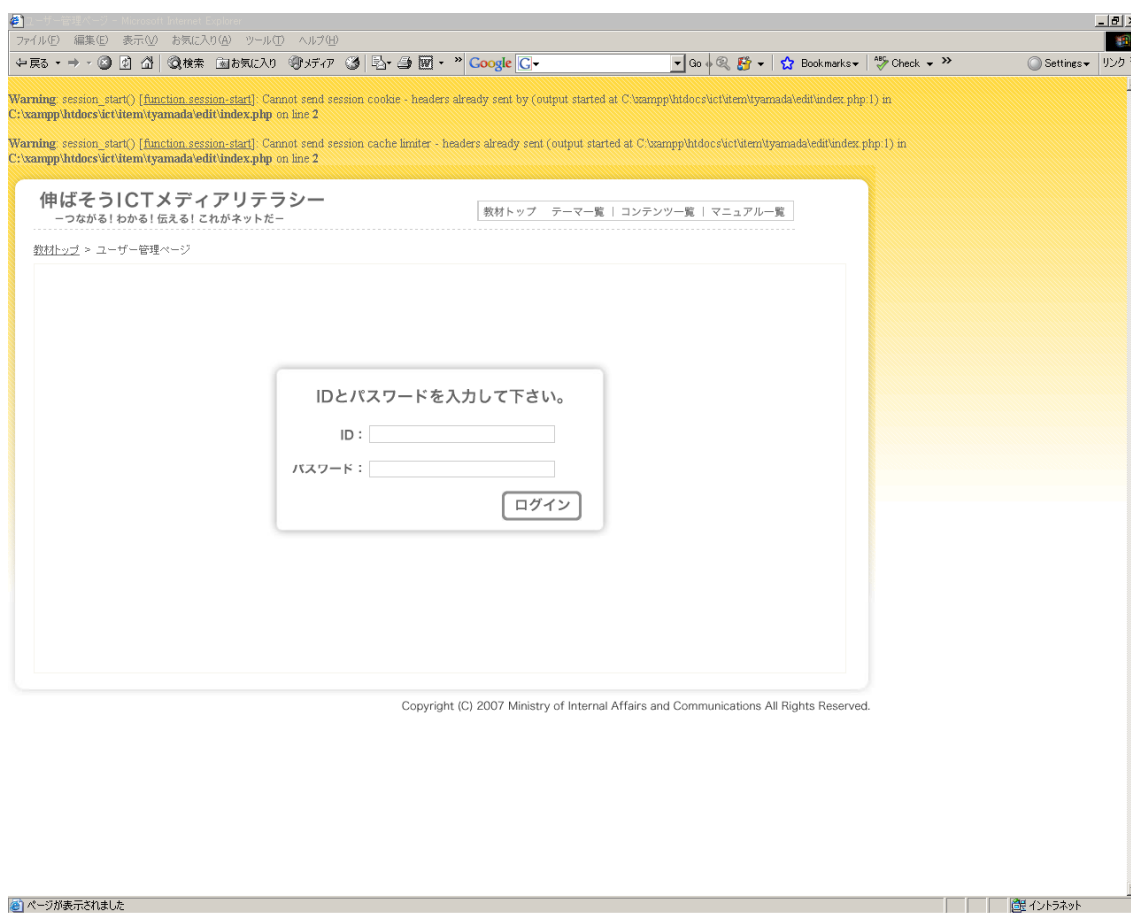 ユーザー管理ページ - Microsoft Internet Explorer
ファイル(F) 編集(E) 表示(V) お気に入り(A) ツール(T) ヘルプ(H)
戻る 検索 お気に入り メディア » Google G Go Bookmarks Check » Settings リンク
Warning: session_start() [function.session-start]: Cannot send session cookie - headers already sent by (output started at C:\xampp\htdocs\ict\item\tyamada\edit\index.php:1) in
C:\xampp\htdocs\ict\item\tyamada\edit\index.php on line 2
Warning: session_start() [function.session-start]: Cannot send session cache limiter - headers already sent (output started at C:\xampp\htdocs\ict\item\tyamada\edit\index.php:1) in
C:\xampp\htdocs\ict\item\tyamada\edit\index.php on line 2
伸ばそうICTメディアリテラシー
－つながる！わかる！伝える！これがネットだ－
教材トップ テーマ一覧 | コンテンツ一覧 | マニュアル一覧
教材トップ > ユーザー管理ページ
IDとパスワードを入力して下さい。
ID：
パスワード：
ログイン
Copyright (C) 2007 Ministry of Internal Affairs and Communications All Rights Reserved.
ページが表示されました イントラネット